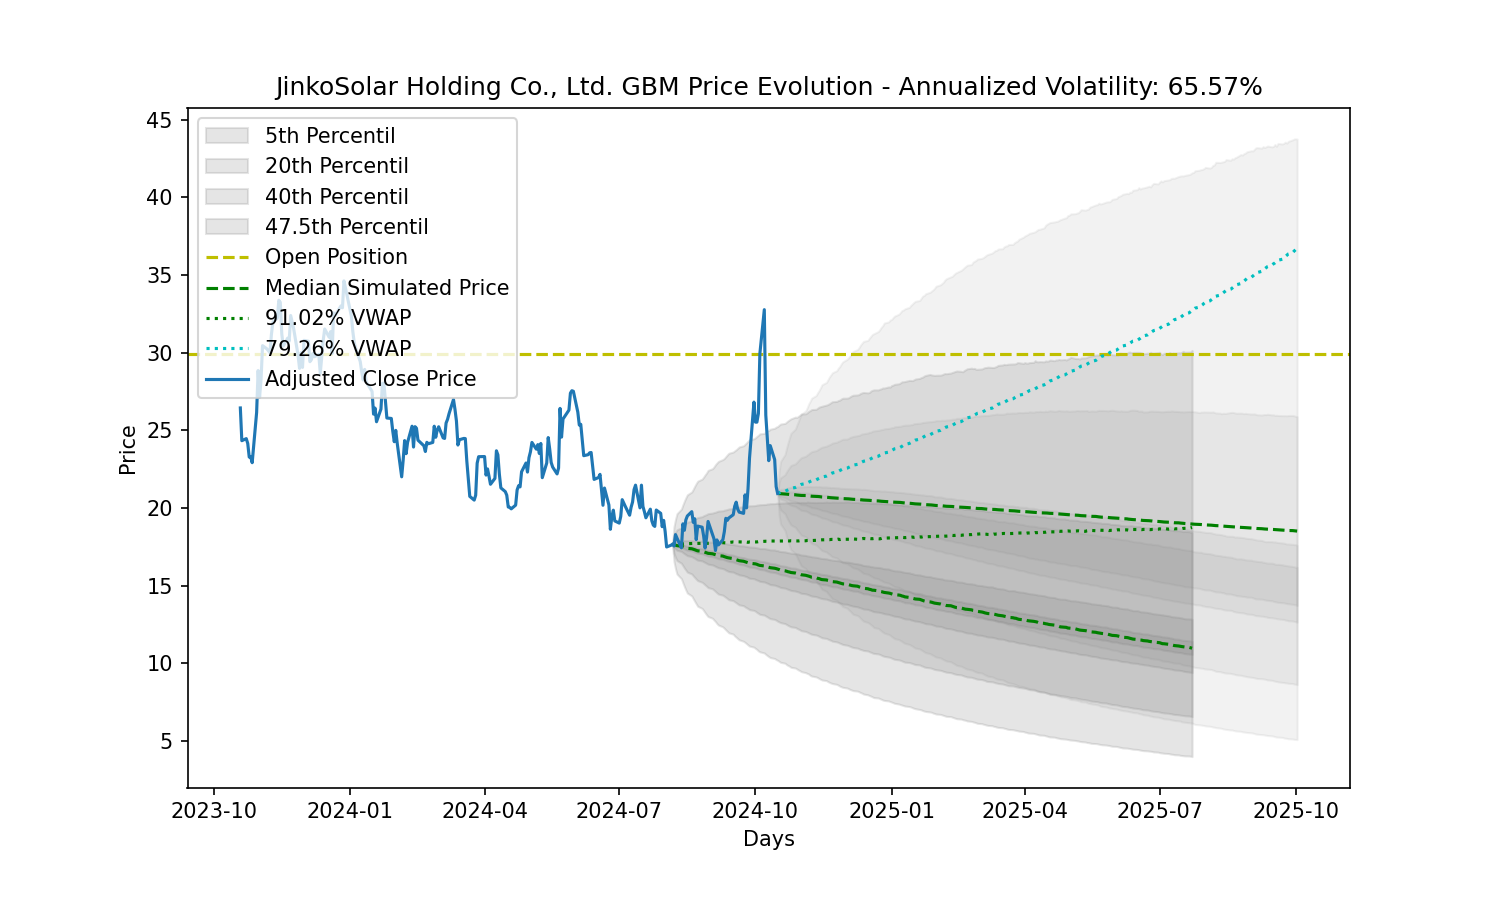 JinkoSolar Holding Co., Ltd. GBM Price Evolution - Annualized Volatility: 65.57%
45
40
35
30
25
20
15
10
5
Price
5th Percentil
20th Percentil
40th Percentil
47.5th Percentil
Open Position
Median Simulated Price
91.02% VWAP
79.26% VWAP
Adjusted Close Price
2023-10 2024-01 2024-04 2024-07 2024-10 2025-01 2025-04 2025-07 2025-10
Days